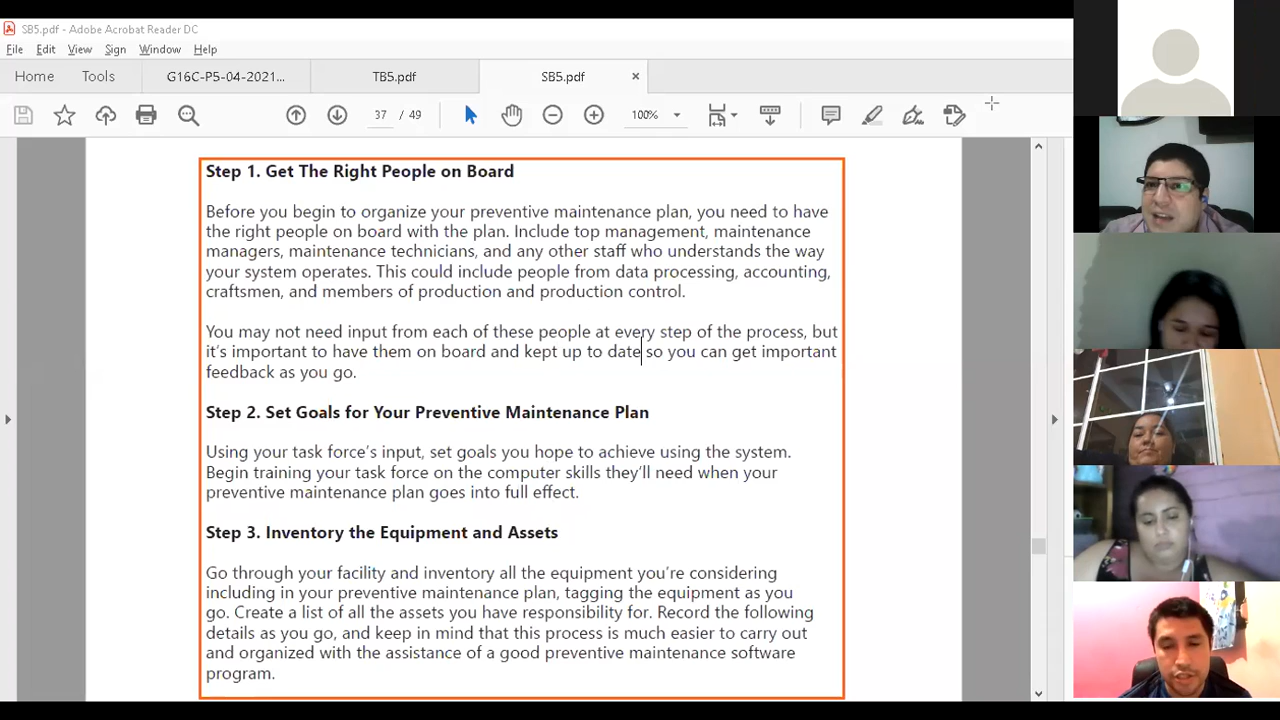 SB5.pdf - Adobe Acrobat Reader DC
File Edit View Sign Window Help
Home Tools G16C-P5-04-2021... TB5.pdf SB5.pdf
37 / 49 100%
Step 1. Get The Right People on Board
Before you begin to organize your preventive maintenance plan, you need to have
the right people on board with the plan. Include top management, maintenance
managers, maintenance technicians, and any other staff who understands the way
your system operates. This could include people from data processing, accounting,
craftsmen, and members of production and production control.
You may not need input from each of these people at every step of the process, but
it's important to have them on board and kept up to date so you can get important
feedback as you go.
Step 2. Set Goals for Your Preventive Maintenance Plan
Using your task force's input, set goals you hope to achieve using the system.
Begin training your task force on the computer skills they'll need when your
preventive maintenance plan goes into full effect.
Step 3. Inventory the Equipment and Assets
Go through your facility and inventory all the equipment you're considering
including in your preventive maintenance plan, tagging the equipment as you
go. Create a list of all the assets you have responsibility for. Record the following
details as you go, and keep in mind that this process is much easier to carry out
and organized with the assistance of a good preventive maintenance software
program.